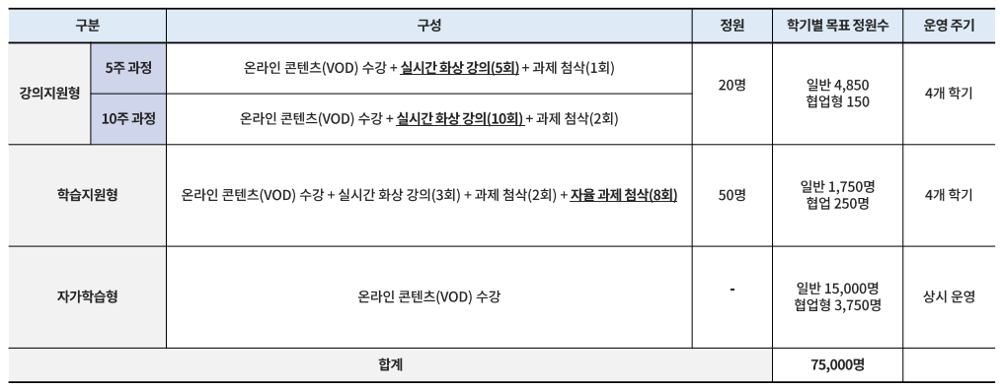 구분 구성 정원 학기별 목표 정원수 운영 주기
강의지원형 5주 과정 온라인 콘텐츠(VOD) 수강 + 실시간 화상 강의(5회) + 과제 첨삭(1회) 20명 일반 4,850
협업형 150 4개 학기
10주 과정 온라인 콘텐츠(VOD) 수강 + 실시간 화상 강의(10회) + 과제 첨삭(2회)
학습지원형 온라인 콘텐츠(VOD) 수강 + 실시간 화상 강의(3회) + 과제 첨삭(2회) + 자율 과제 첨삭(8회) 50명 일반 1,750명
협업 250명 4개 학기
자가학습형 온라인 콘텐츠(VOD) 수강 - 일반 15,000명
협업형 3,750명 상시 운영
합계 75,000명